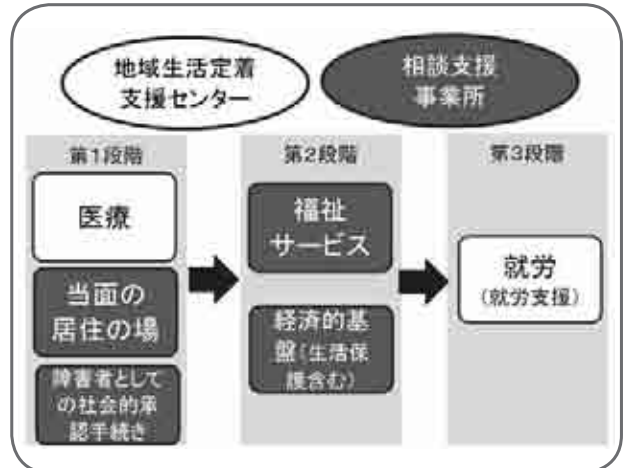 地域生活定着
支援センター
相談支援
事業所
第1段階
医療
当面の
居住の場
障害者として
の社会的承
認手続き
第2段階
福祉
サービス
経済的基
盤(生活保
護含む)
第3段階
就労
(就労支援)